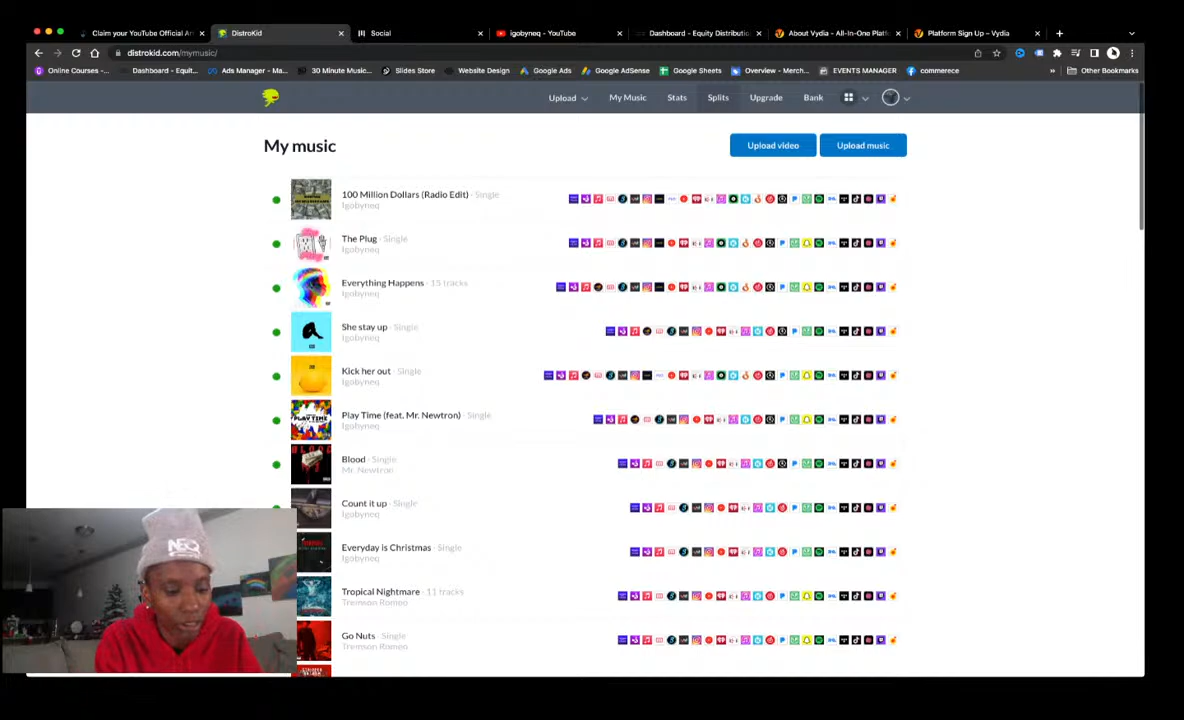 Claim your YouTube Official Ar
DistroKid
Social
igobyneq - YouTube
Dashboard - Equity Distributio
About Vydia - All-In-One Platf
Platform Sign Up – Vydia
distrokid.com/mymusic/
Online Courses -...
Dashboard - Equit...
Ads Manager - Ma...
30 Minute Music...
Slides Store
Website Design
Google Ads
Google AdSense
Google Sheets
Overview - Merch...
EVENTS MANAGER
commerece
Other Bookmarks
Upload
My Music
Stats
Splits
Upgrade
Bank
My music
Upload video
Upload music
100 Million Dollars (Radio Edit) · Single
Igobyneq
The Plug · Single
Igobyneq
Everything Happens · 15 tracks
Igobyneq
She stay up · Single
Igobyneq
Kick her out · Single
Igobyneq
Play Time (feat. Mr. Newtron) · Single
Igobyneq
Blood · Single
Mr. Newtron
Count it up · Single
Igobyneq
Everyday is Christmas · Single
Igobyneq
Tropical Nightmare · 11 tracks
Tremson Romeo
Go Nuts · Single
Tremson Romeo
NEQ